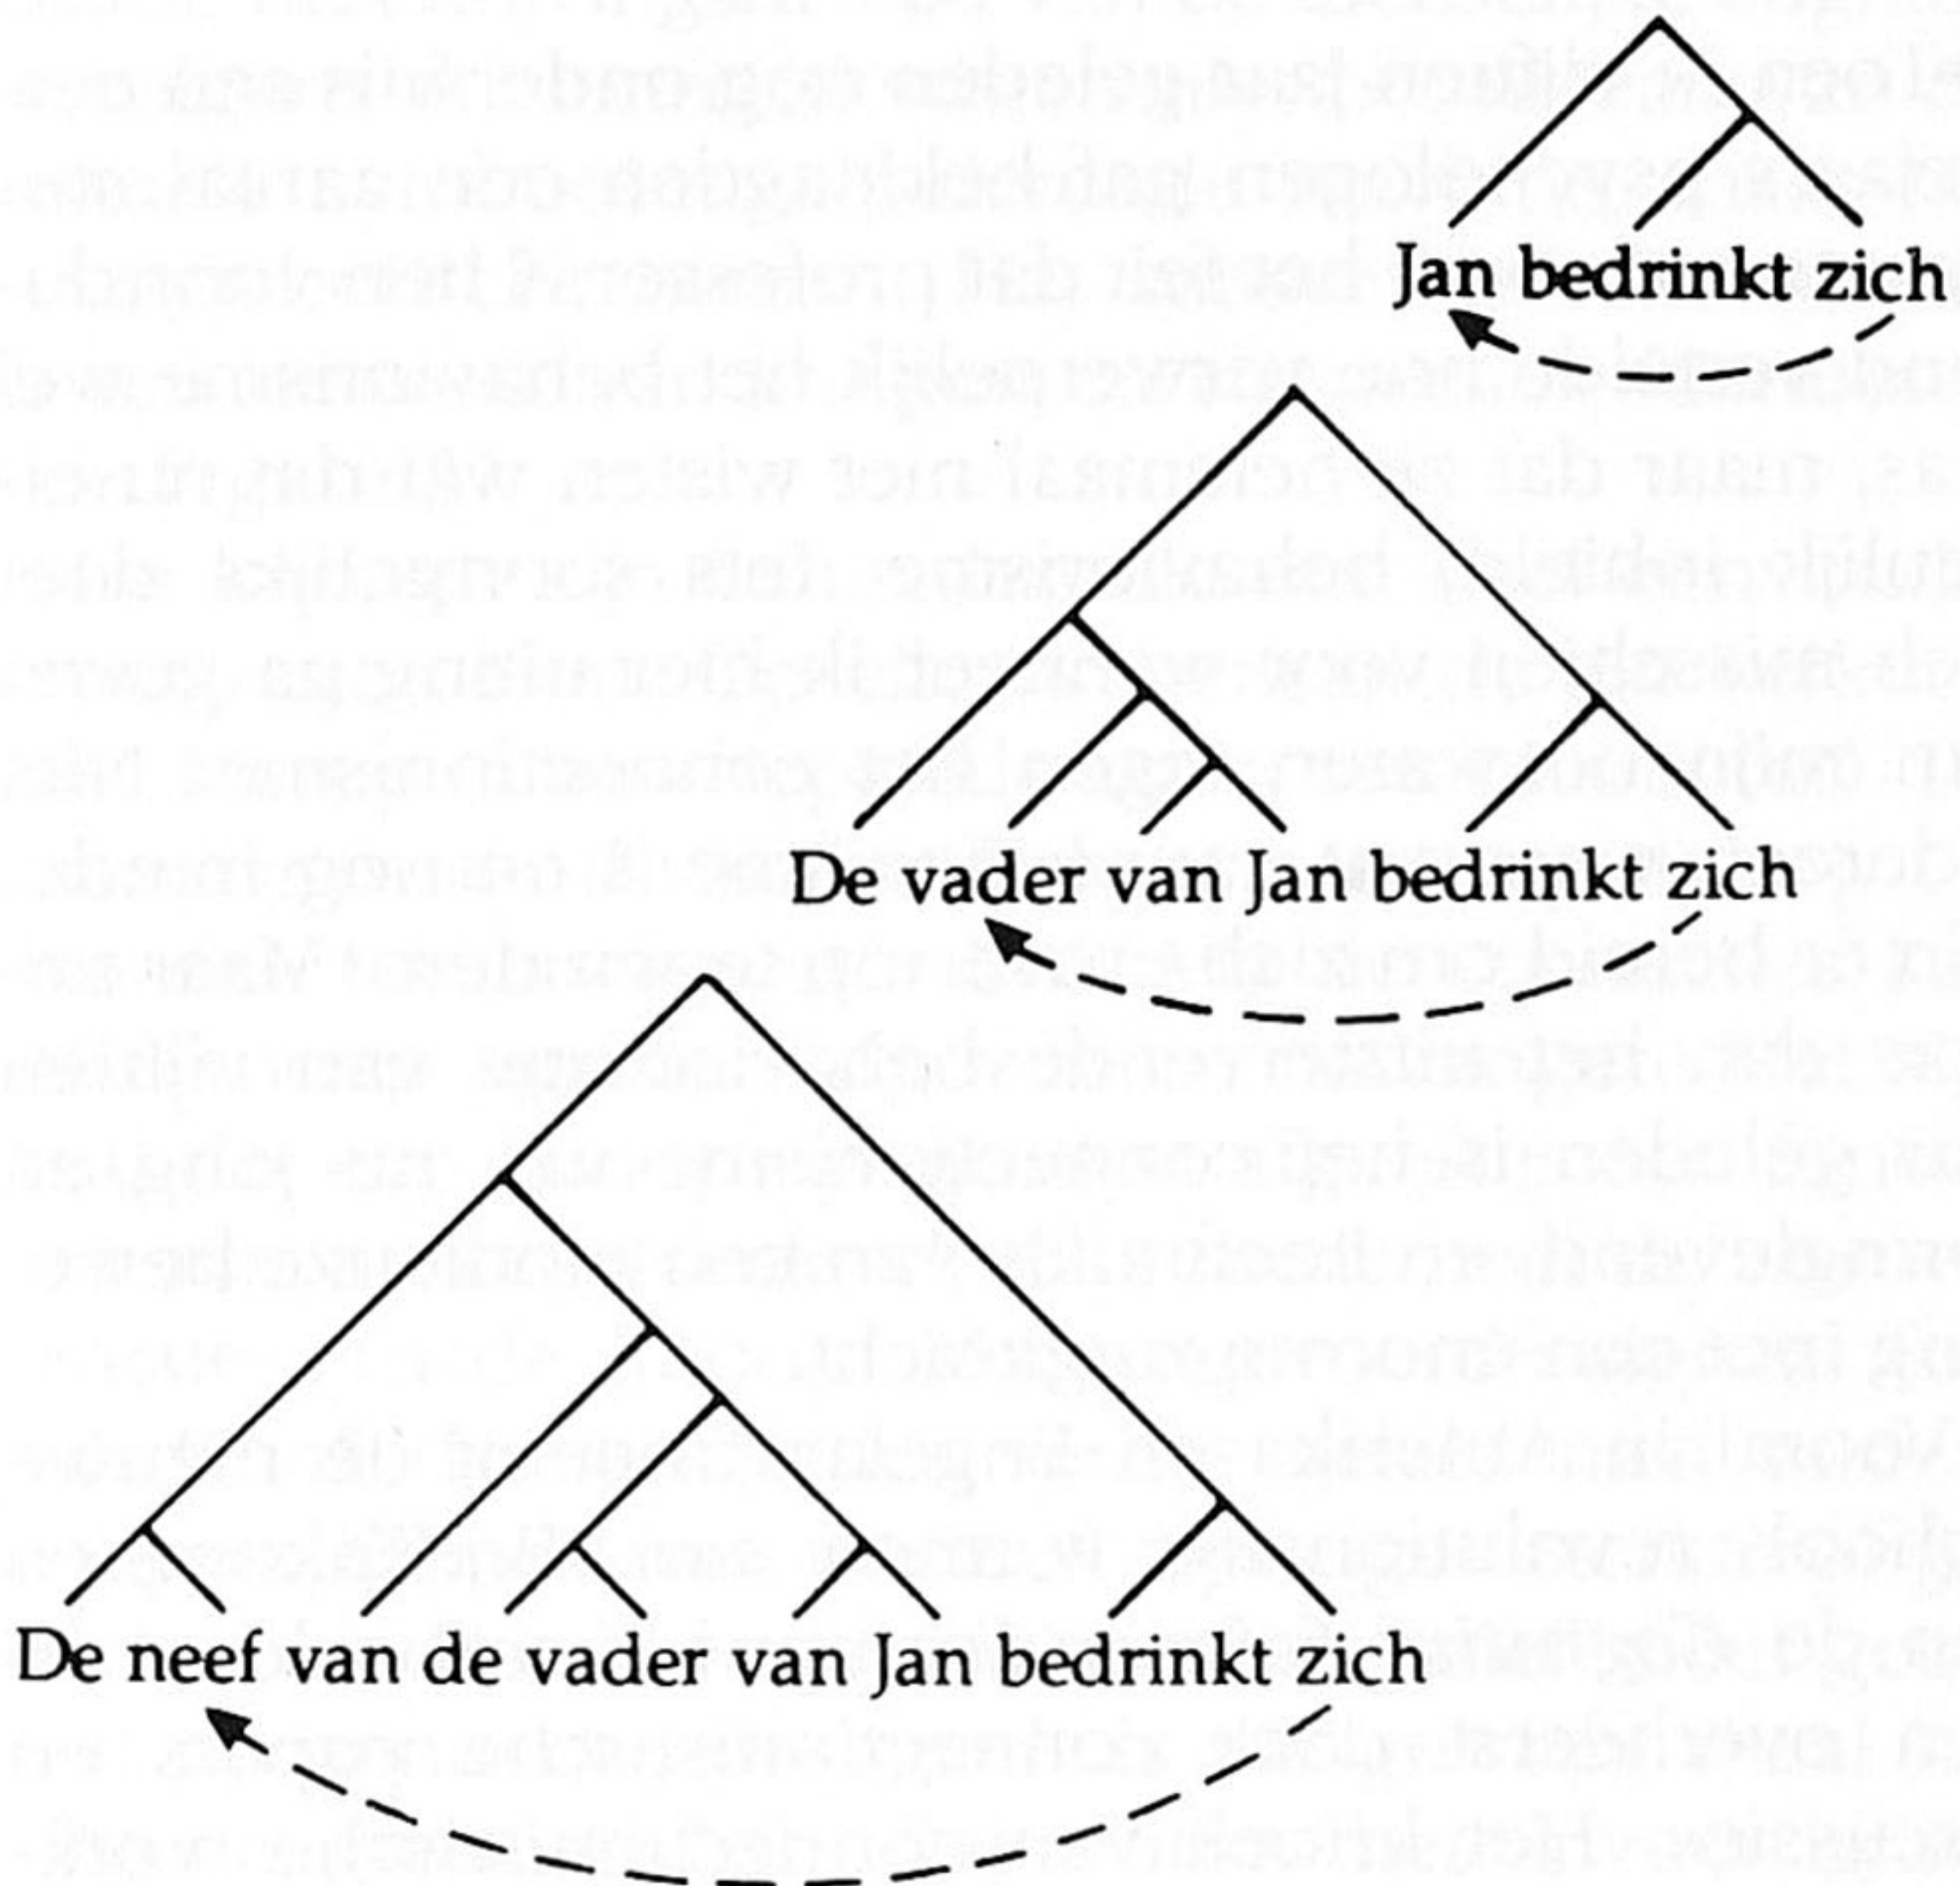 Jan bedrinkt zich
De vader van Jan bedrinkt zich
De neef van de vader van Jan bedrinkt zich